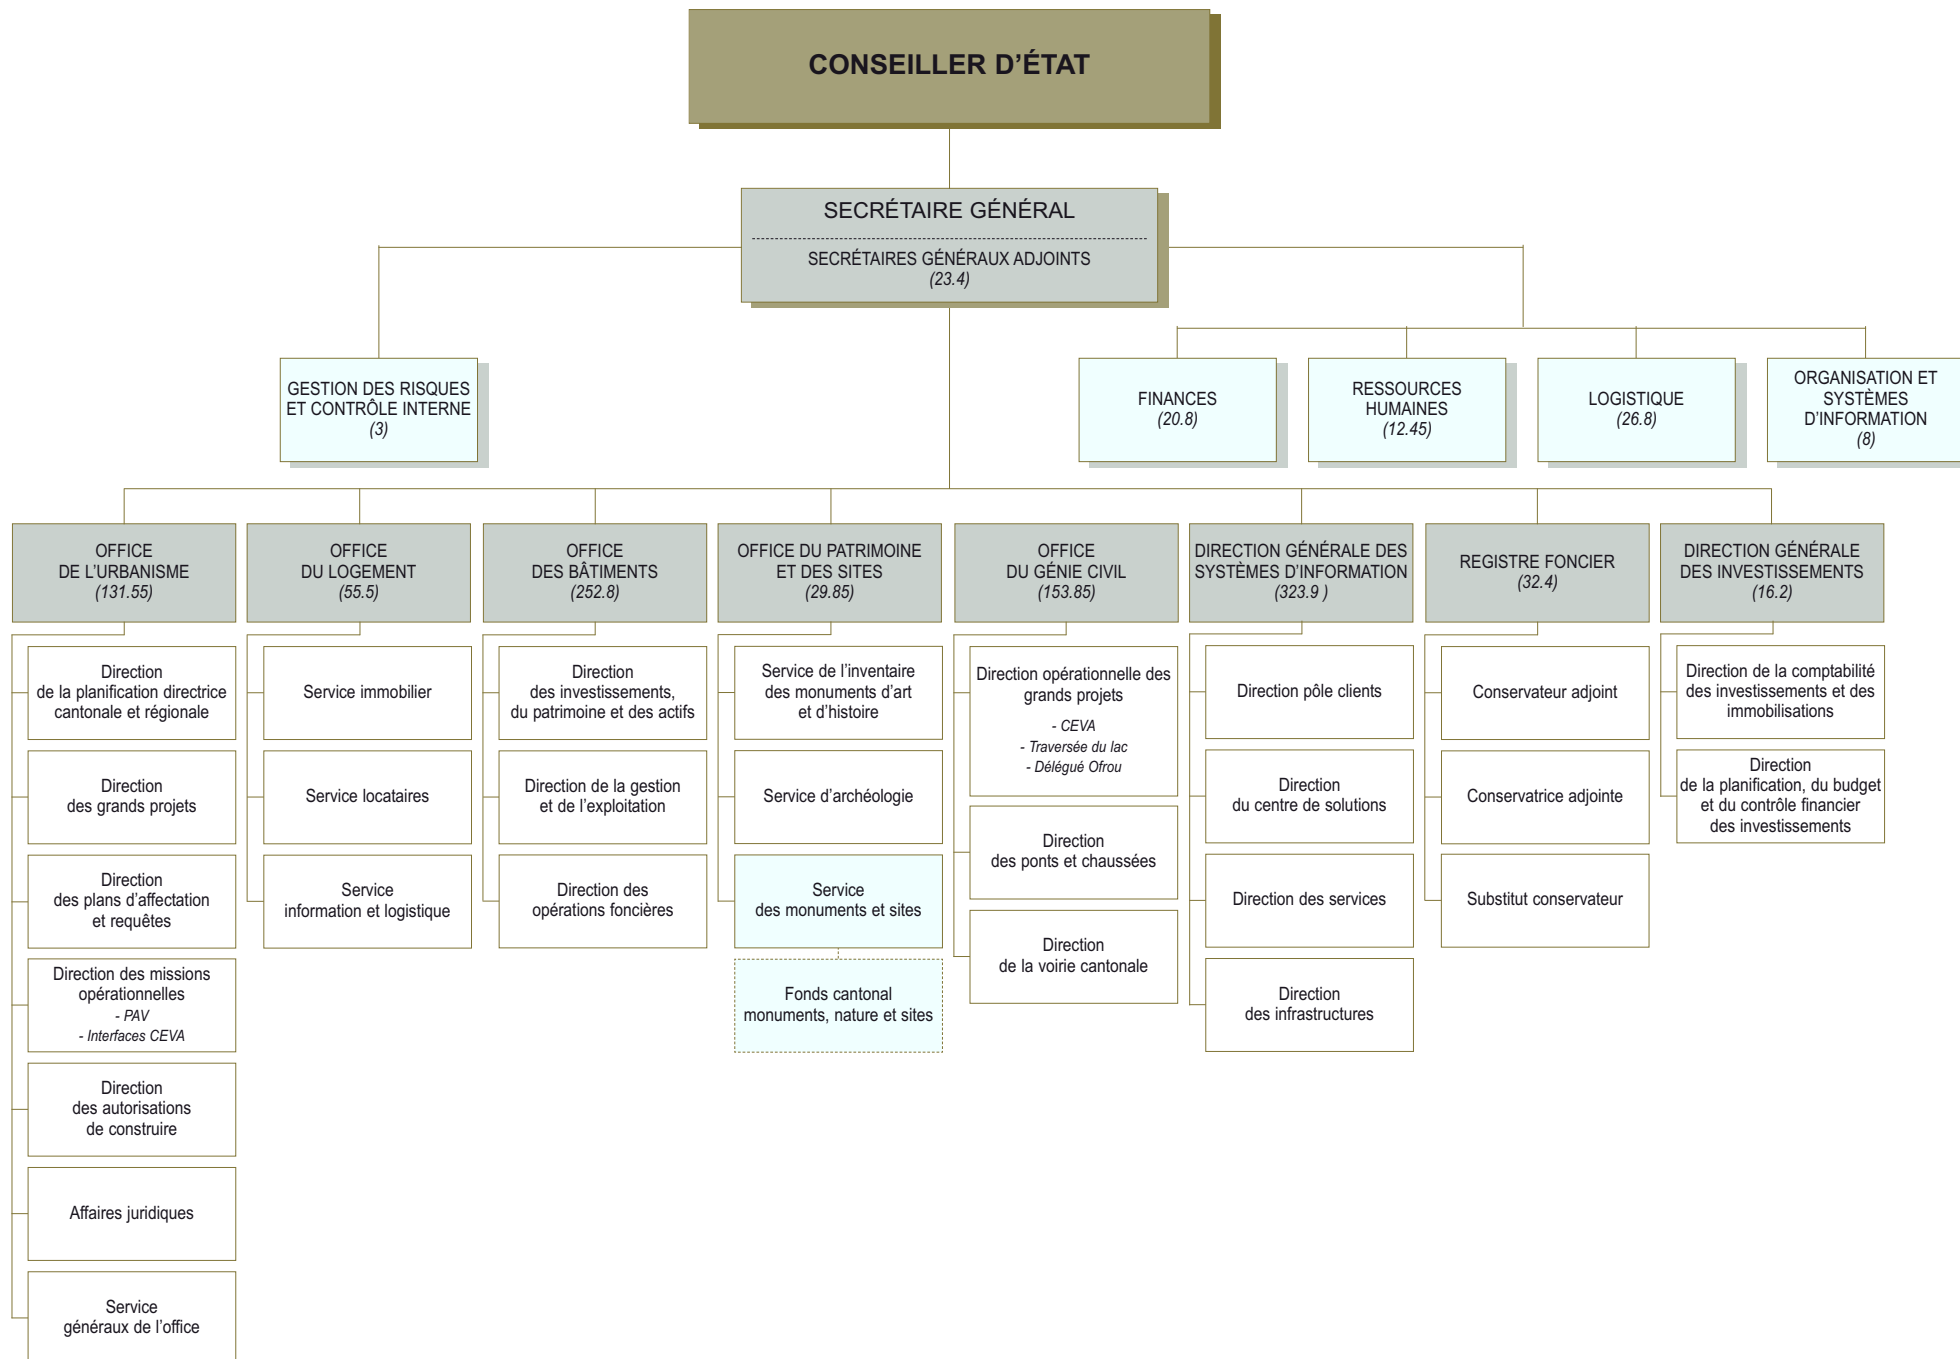 CONSEILLER D’ÉTAT
SECRÉTAIRE GÉNÉRAL
SECRÉTAIRES GÉNÉRAUX ADJOINTS
(23.4)
GESTION DES RISQUES
ET CONTRÔLE INTERNE
(3)
FINANCES
(20.8)
RESSOURCES
HUMAINES
(12.45)
LOGISTIQUE
(26.8)
ORGANISATION ET
SYSTÈMES
D’INFORMATION
(8)
OFFICE
DE L’URBANISME
(131.55)
Direction
de la planification directrice
cantonale et régionale
Direction
des grands projets
Direction
des plans d’affectation
et requêtes
Direction des missions
opérationnelles
- PAV
- Interfaces CEVA
Direction
des autorisations
de construire
Affaires juridiques
Service
généraux de l’office
OFFICE
DU LOGEMENT
(55.5)
Service immobilier
Service locataires
Service
information et logistique
OFFICE
DES BÂTIMENTS
(252.8)
Direction
des investissements,
du patrimoine et des actifs
Direction de la gestion
et de l’exploitation
Direction des
opérations foncières
OFFICE DU PATRIMOINE
ET DES SITES
(29.85)
Service de l’inventaire
des monuments d’art
et d’histoire
Service d’archéologie
Service
des monuments et sites
Fonds cantonal
monuments, nature et sites
OFFICE
DU GÉNIE CIVIL
(153.85)
Direction opérationnelle des
grands projets
- CEVA
- Traversée du lac
- Délégué Ofrou
Direction
des ponts et chaussées
Direction
de la voirie cantonale
DIRECTION GÉNÉRALE DES
SYSTÈMES D’INFORMATION
(323.9 )
Direction pôle clients
Direction
du centre de solutions
Direction des services
Direction
des infrastructures
REGISTRE FONCIER
(32.4)
Conservateur adjoint
Conservatrice adjointe
Substitut conservateur
DIRECTION GÉNÉRALE
DES INVESTISSEMENTS
(16.2)
Direction de la comptabilité
des investissements et des
immobilisations
Direction
de la planification, du budget
et du contrôle financier
des investissements